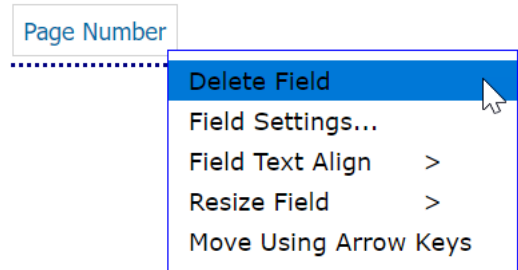 Page Number
Delete Field
Field Settings...
Field Text Align >
Resize Field >
Move Using Arrow Keys